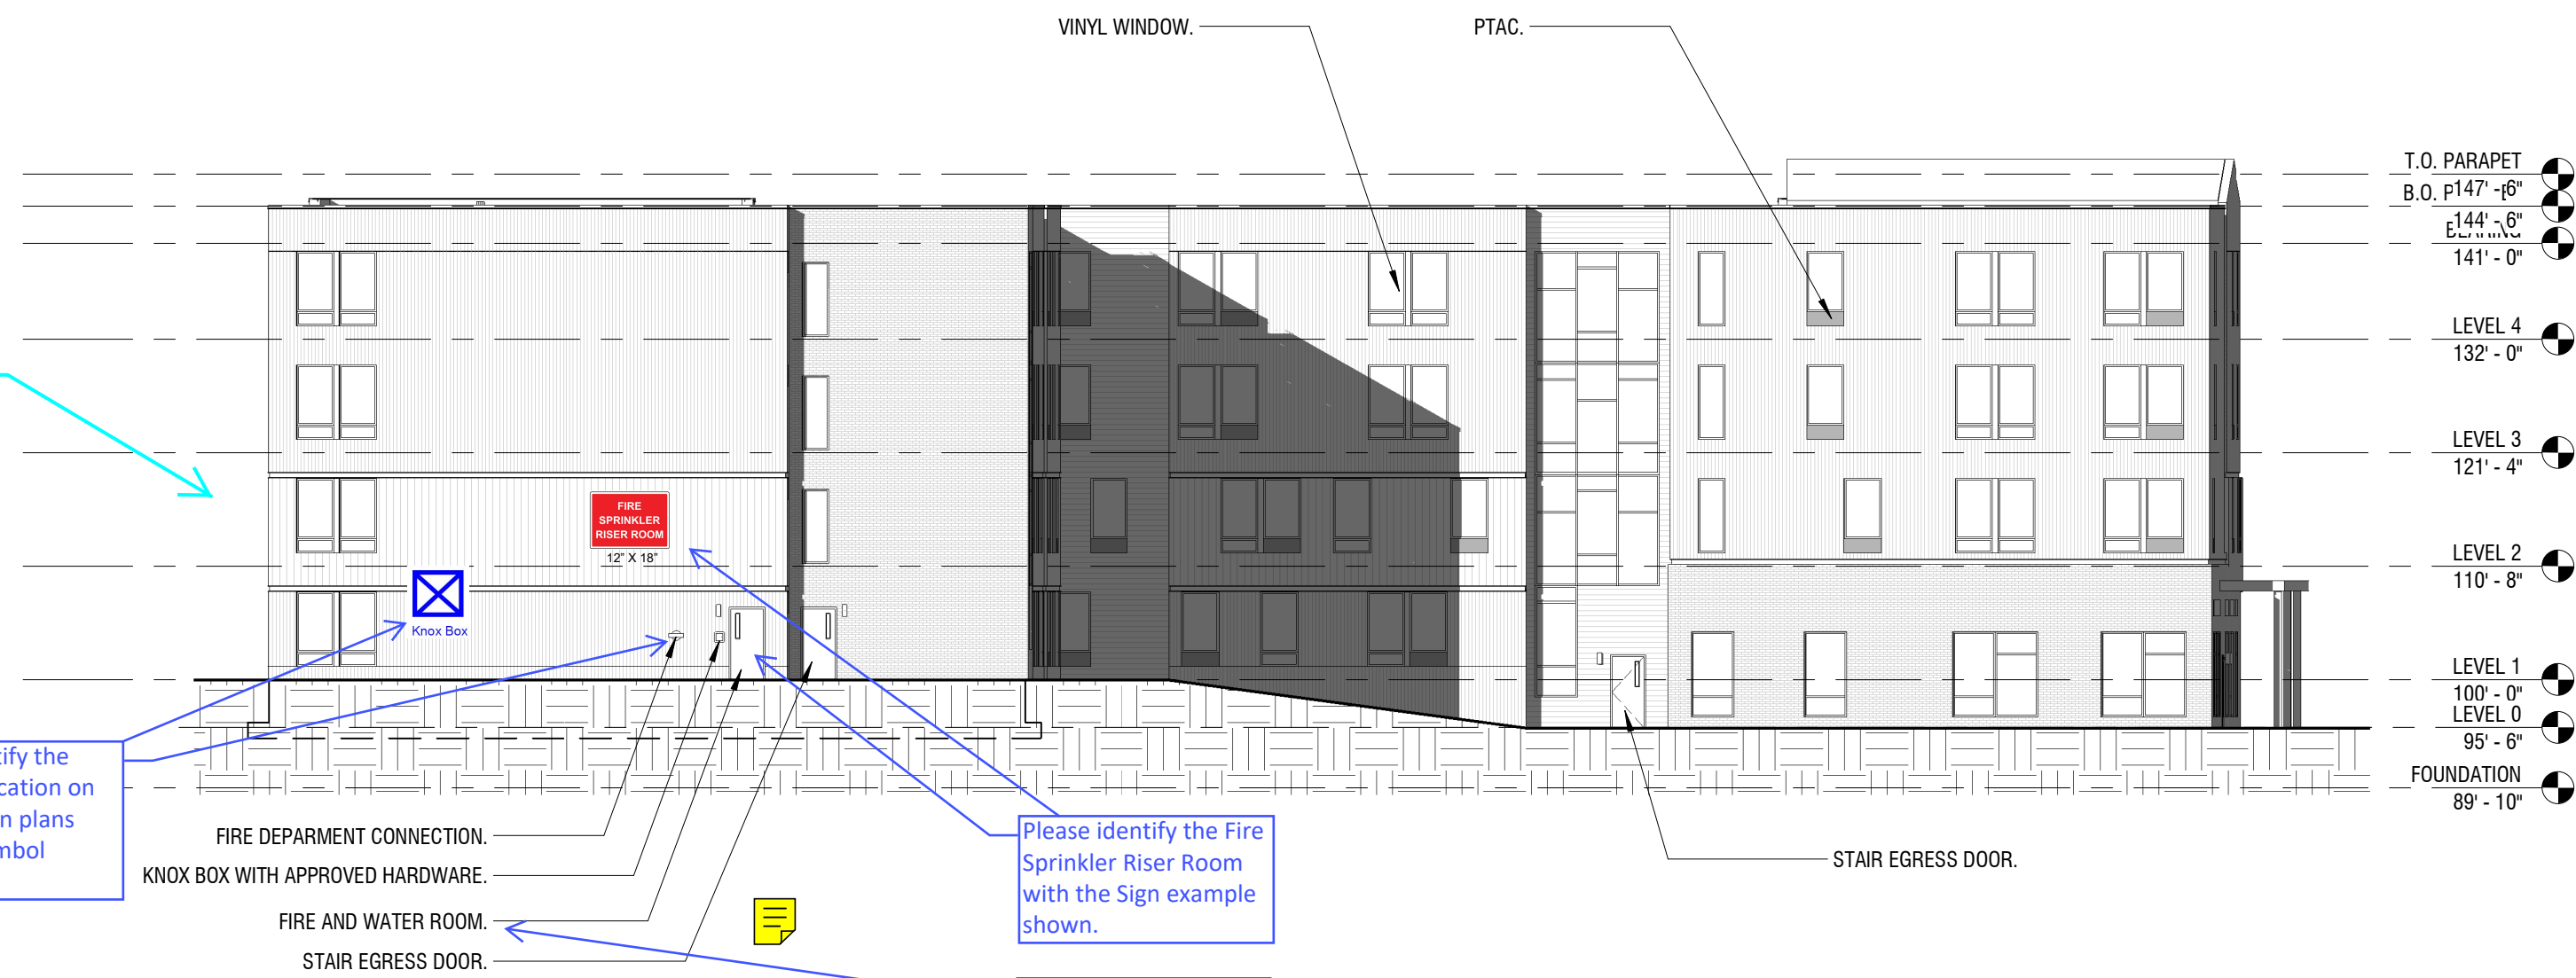 VINYL WINDOW.
PTAC.
T.O. PARAPET
147' - 6"
B.O. P
144' - 6"
BEARING
141' - 0"
LEVEL 4
132' - 0"
LEVEL 3
121' - 4"
LEVEL 2
110' - 8"
LEVEL 1
100' - 0"
LEVEL 0
95' - 6"
FOUNDATION
89' - 10"
FIRE
SPRINKLER
RISER ROOM
12" X 18"
Knox Box
tify the
cation on
n plans
mbol
FIRE DEPARMENT CONNECTION.
KNOX BOX WITH APPROVED HARDWARE.
FIRE AND WATER ROOM.
STAIR EGRESS DOOR.
Please identify the Fire
Sprinkler Riser Room
with the Sign example
shown.
STAIR EGRESS DOOR.